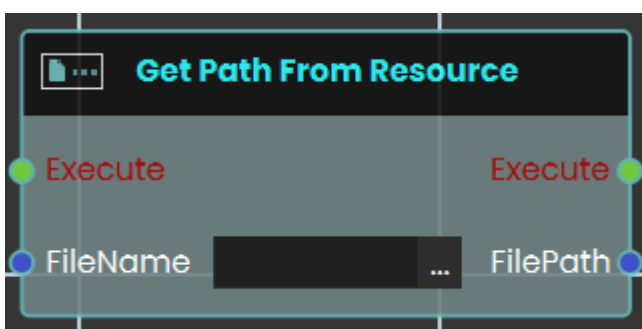 Get Path From Resource
Execute Execute
FileName ... FilePath